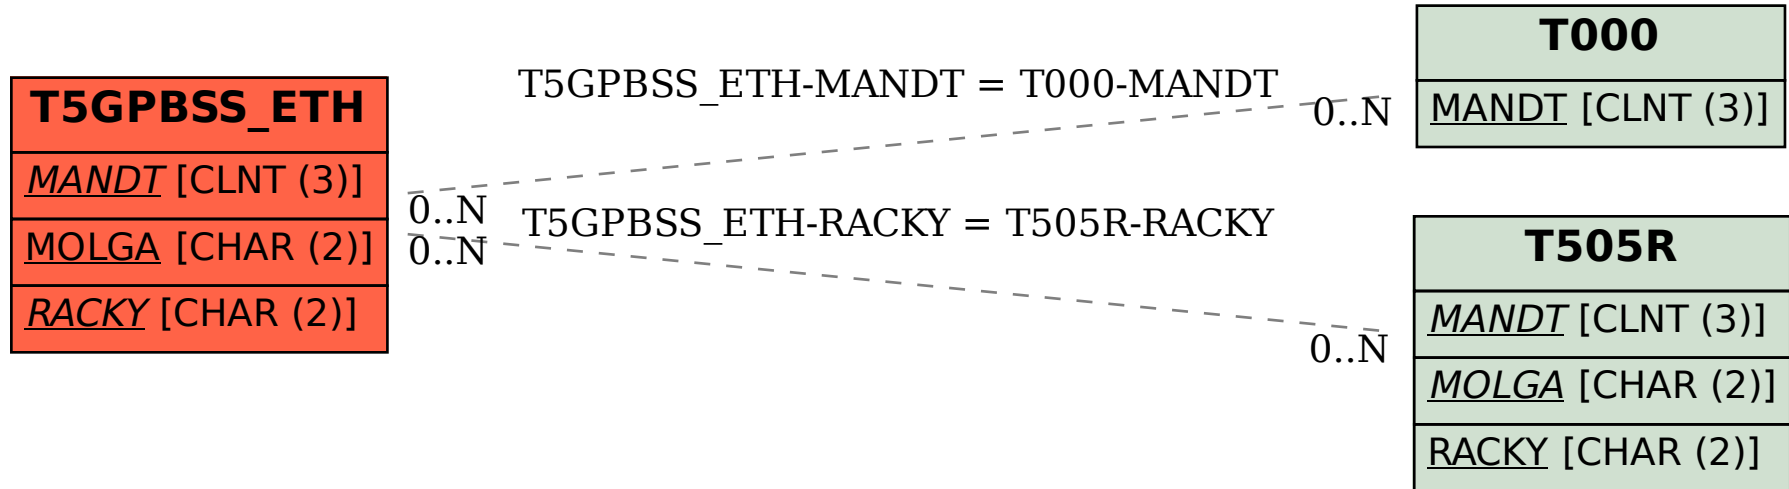 T5GPBSS_ETH
MANDT [CLNT (3)]
MOLGA [CHAR (2)]
RACKY [CHAR (2)]
T5GPBSS_ETH-MANDT = T000-MANDT
0..N
0..N
T5GPBSS_ETH-RACKY = T505R-RACKY
0..N
0..N
T000
MANDT [CLNT (3)]
T505R
MANDT [CLNT (3)]
MOLGA [CHAR (2)]
RACKY [CHAR (2)]